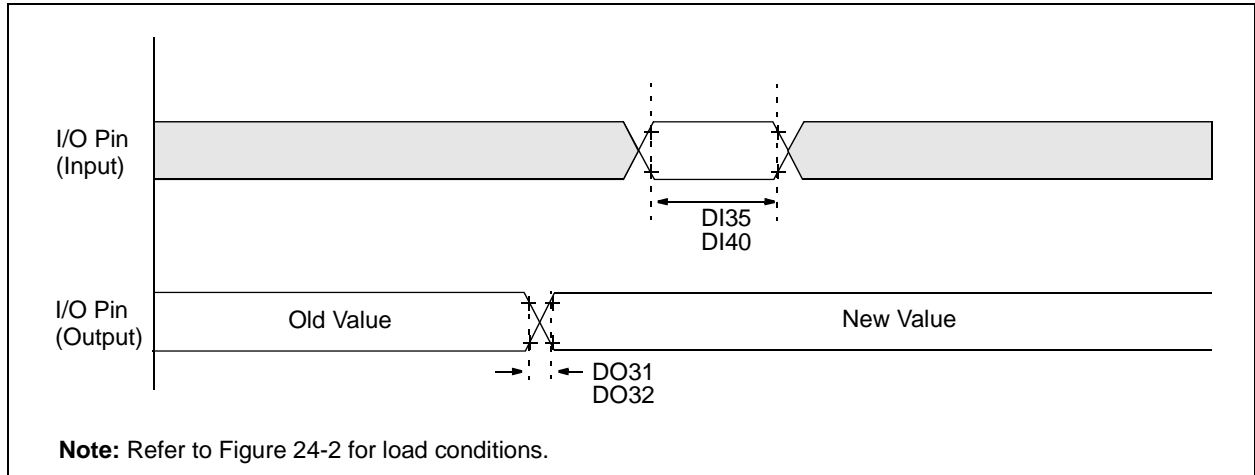 I/O Pin
(Input)
DI35
DI40
I/O Pin
(Output)
Old Value
New Value
DO31
DO32
Note: Refer to Figure 24-2 for load conditions.